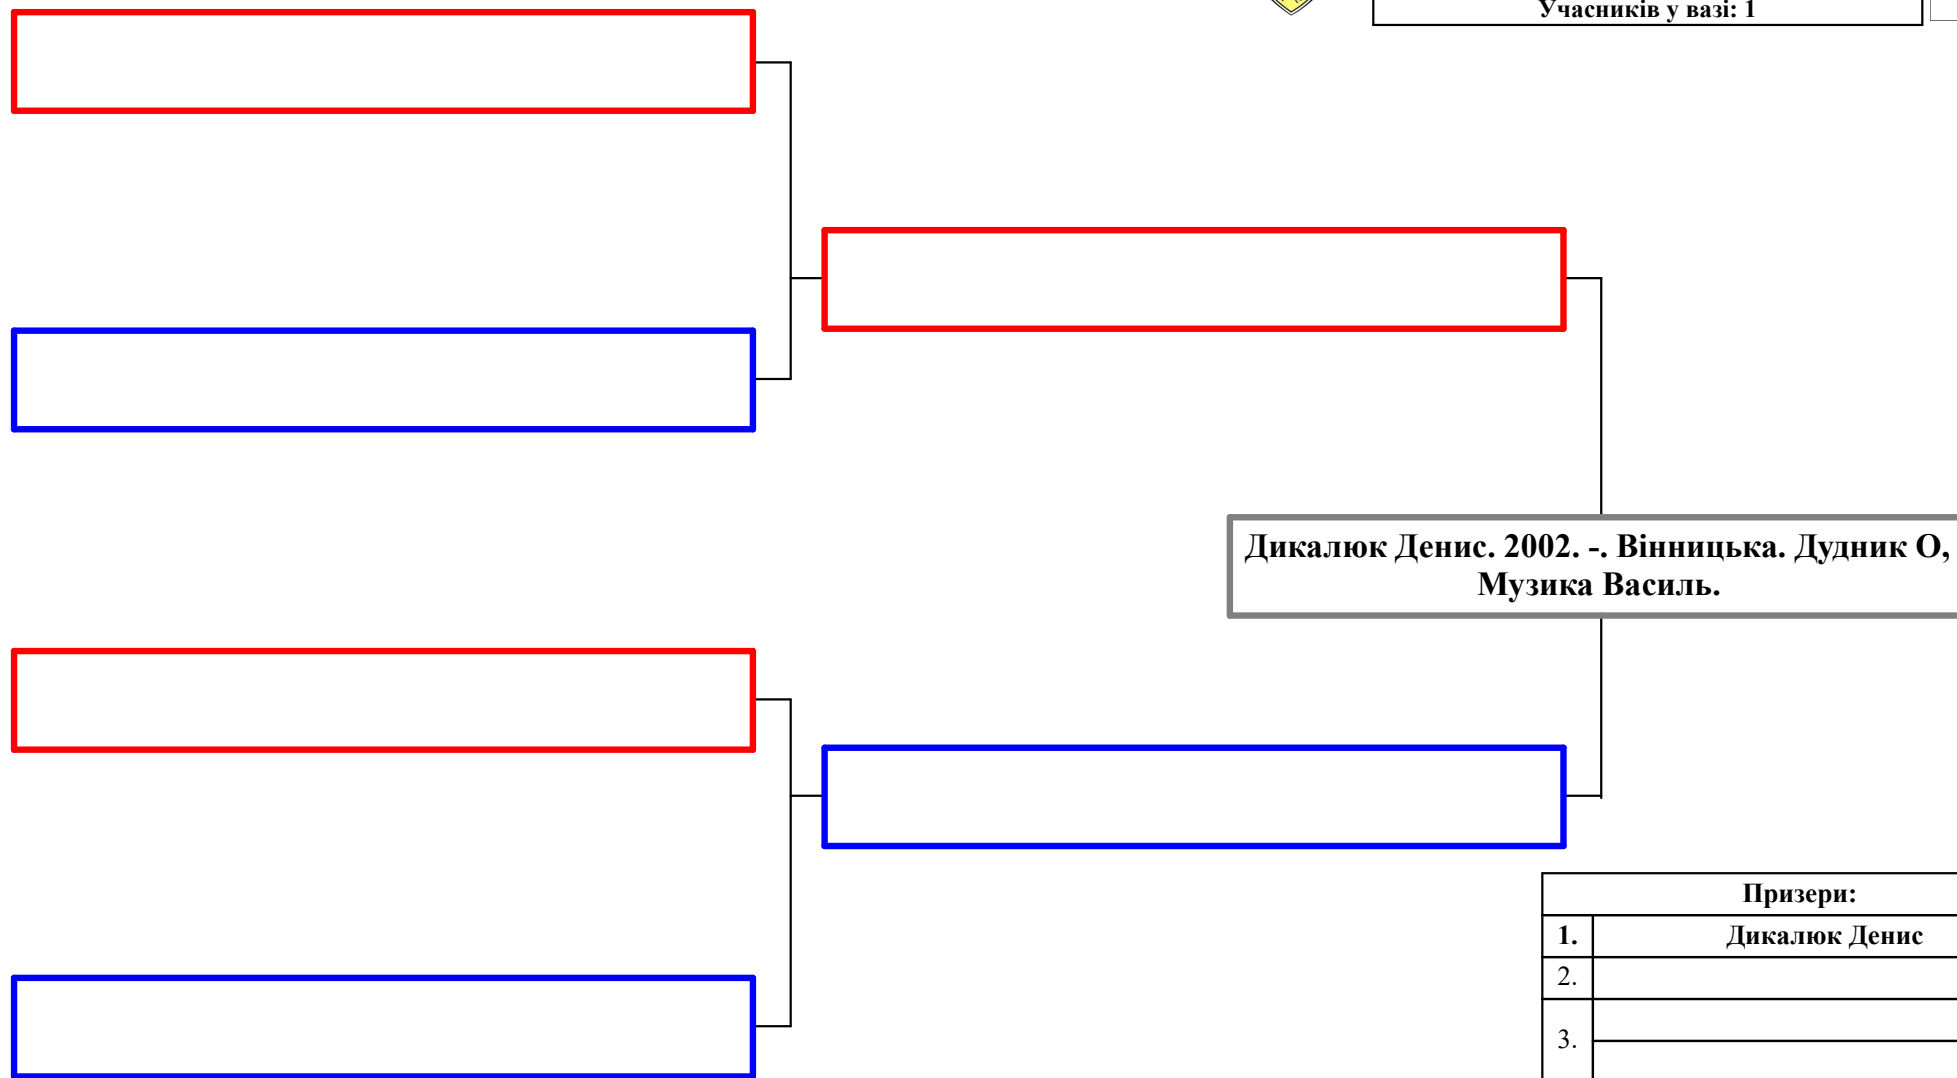 Учасників у вазі: 1
Дикалюк Денис. 2002. -. Вінницька. Дудник О,
Музика Василь.
Призери:
1. Дикалюк Денис
2.
3.